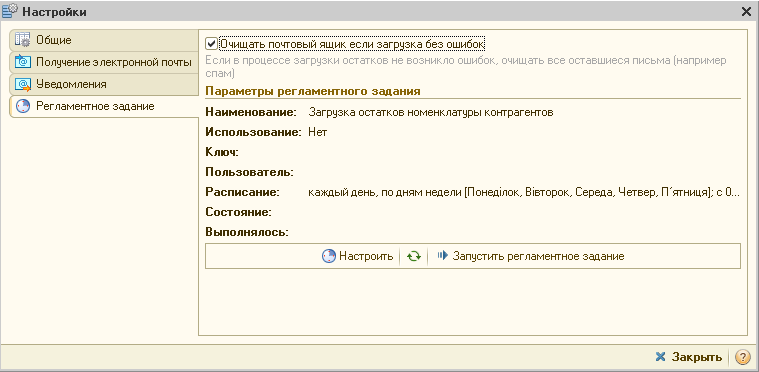 Настройки
Общие
Получение электронной почты
Уведомления
Регламентное задание
Очищать почтовый ящик если загрузка без ошибок
Если в процессе загрузки остатков не возникло ошибок, очищать все оставшиеся письма (например
спам)
Параметры регламентного задания
Наименование: Загрузка остатков номенклатуры контрагентов
Использование: Нет
Ключ:
Пользователь:
Расписание: каждый день, по дням недели [Понеділок, Вівторок, Середа, Четвер, П`ятниця]; с 0...
Состояние:
Выполнялось:
Настроить Запустить регламентное задание
Закрыть ?